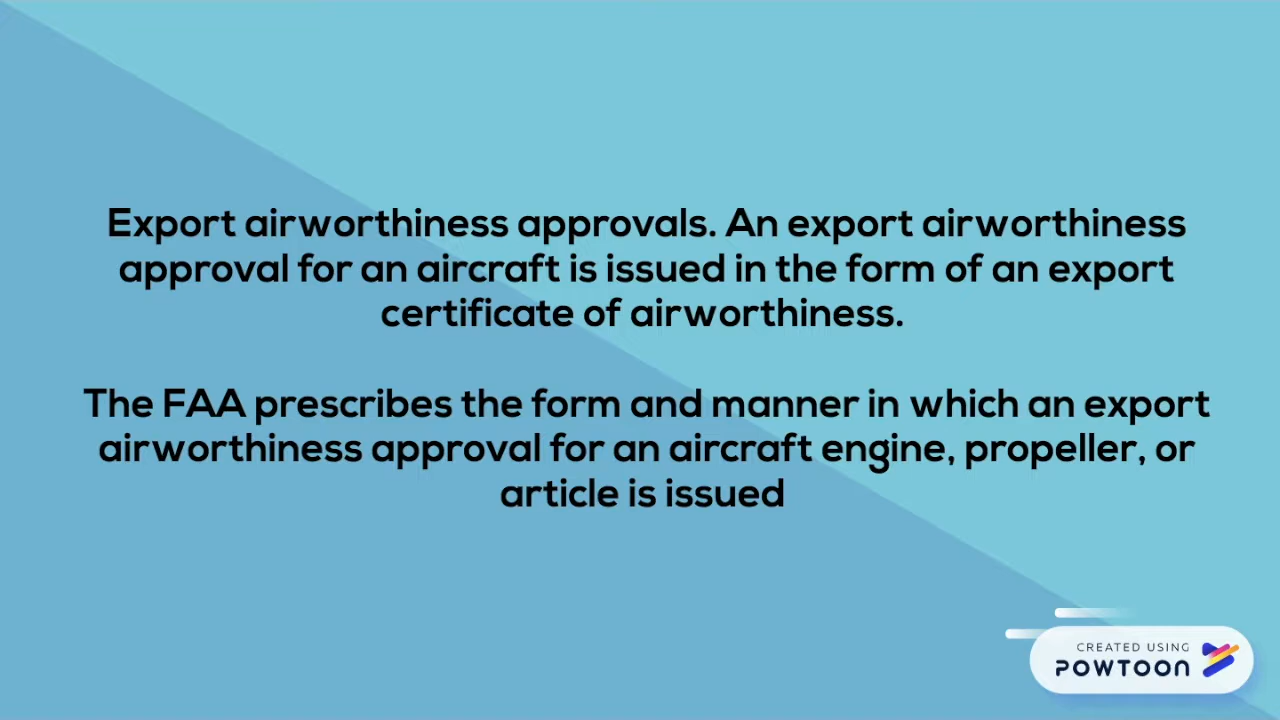 Export airworthiness approvals. An export airworthiness
approval for an aircraft is issued in the form of an export
certificate of airworthiness.
The FAA prescribes the form and manner in which an export
airworthiness approval for an aircraft engine, propeller, or
article is issued
CREATED USING
POWTOON